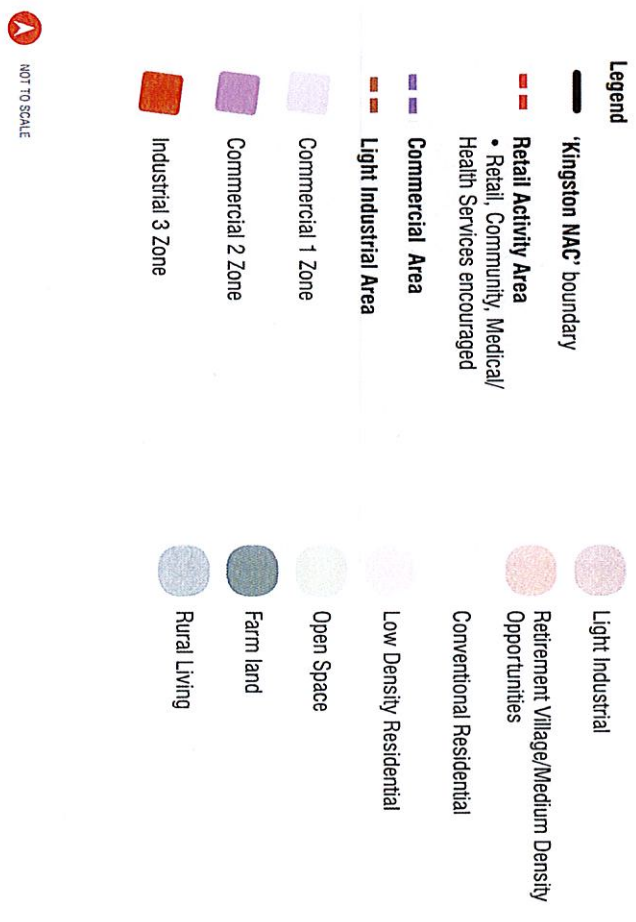 Legend
'Kingston NAC' boundary
Retail Activity Area
• Retail, Community, Medical/
Health Services encouraged
Commercial Area
Light Industrial Area
Commercial 1 Zone
Commercial 2 Zone
Industrial 3 Zone
Light Industrial
Retirement Village/Medium Density
Opportunities
Conventional Residential
Low Density Residential
Open Space
Farm land
Rural Living
NOT TO SCALE